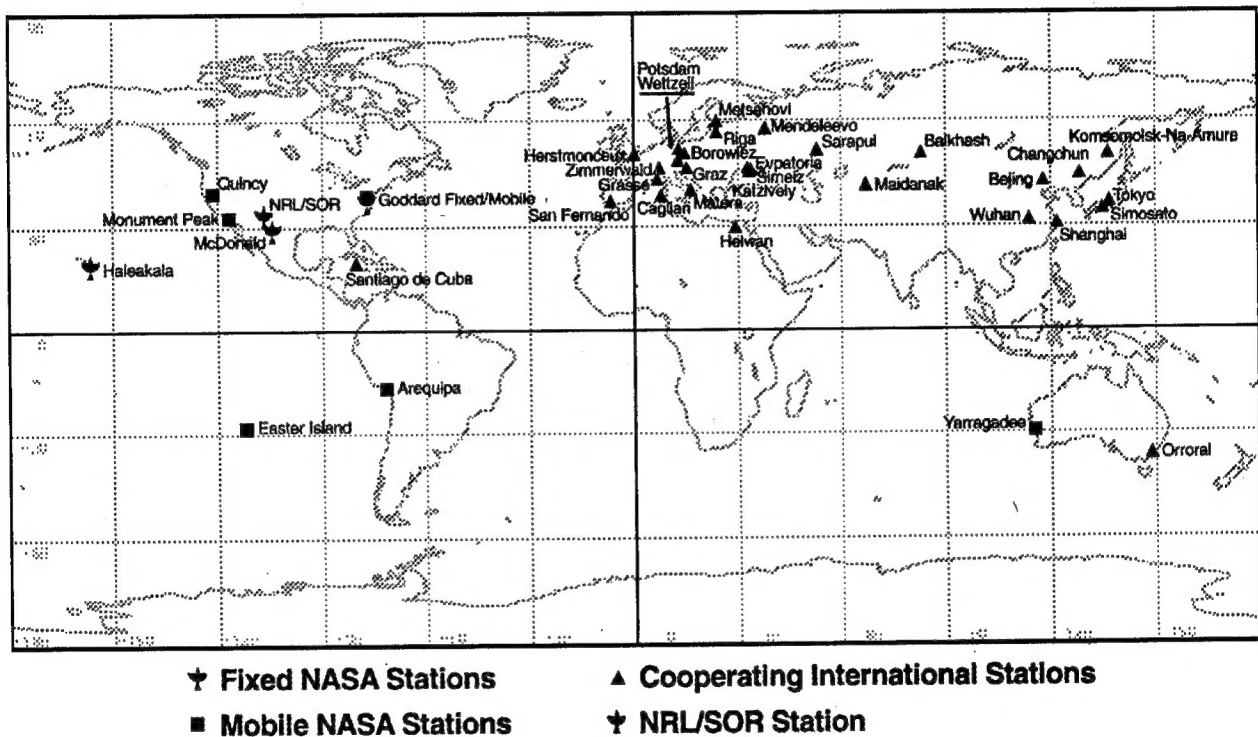 Potsdam
Wettzell
Metsahovi
Mendeleevo
Riga
Sarapul
Balkhash
Komsomolsk-Na-Amura
Herstmonceux
Borowiez
Changchun
Zimmerwald
Evpatoria
Quincy
Grasse
Graz
Simeiz
Maidanak
Beijing
NRL/SOR
Goddard Fixed/Mobile
Katzively
Tokyo
Monument Peak
San Fernando
Cagliari
Matera
Wuhan
Simosato
McDonald
Helwan
Shanghai
Haleakala
Santiago de Cuba
Arequipa
Easter Island
Yarragadee
Orroral
Fixed NASA Stations
Cooperating International Stations
Mobile NASA Stations
NRL/SOR Station